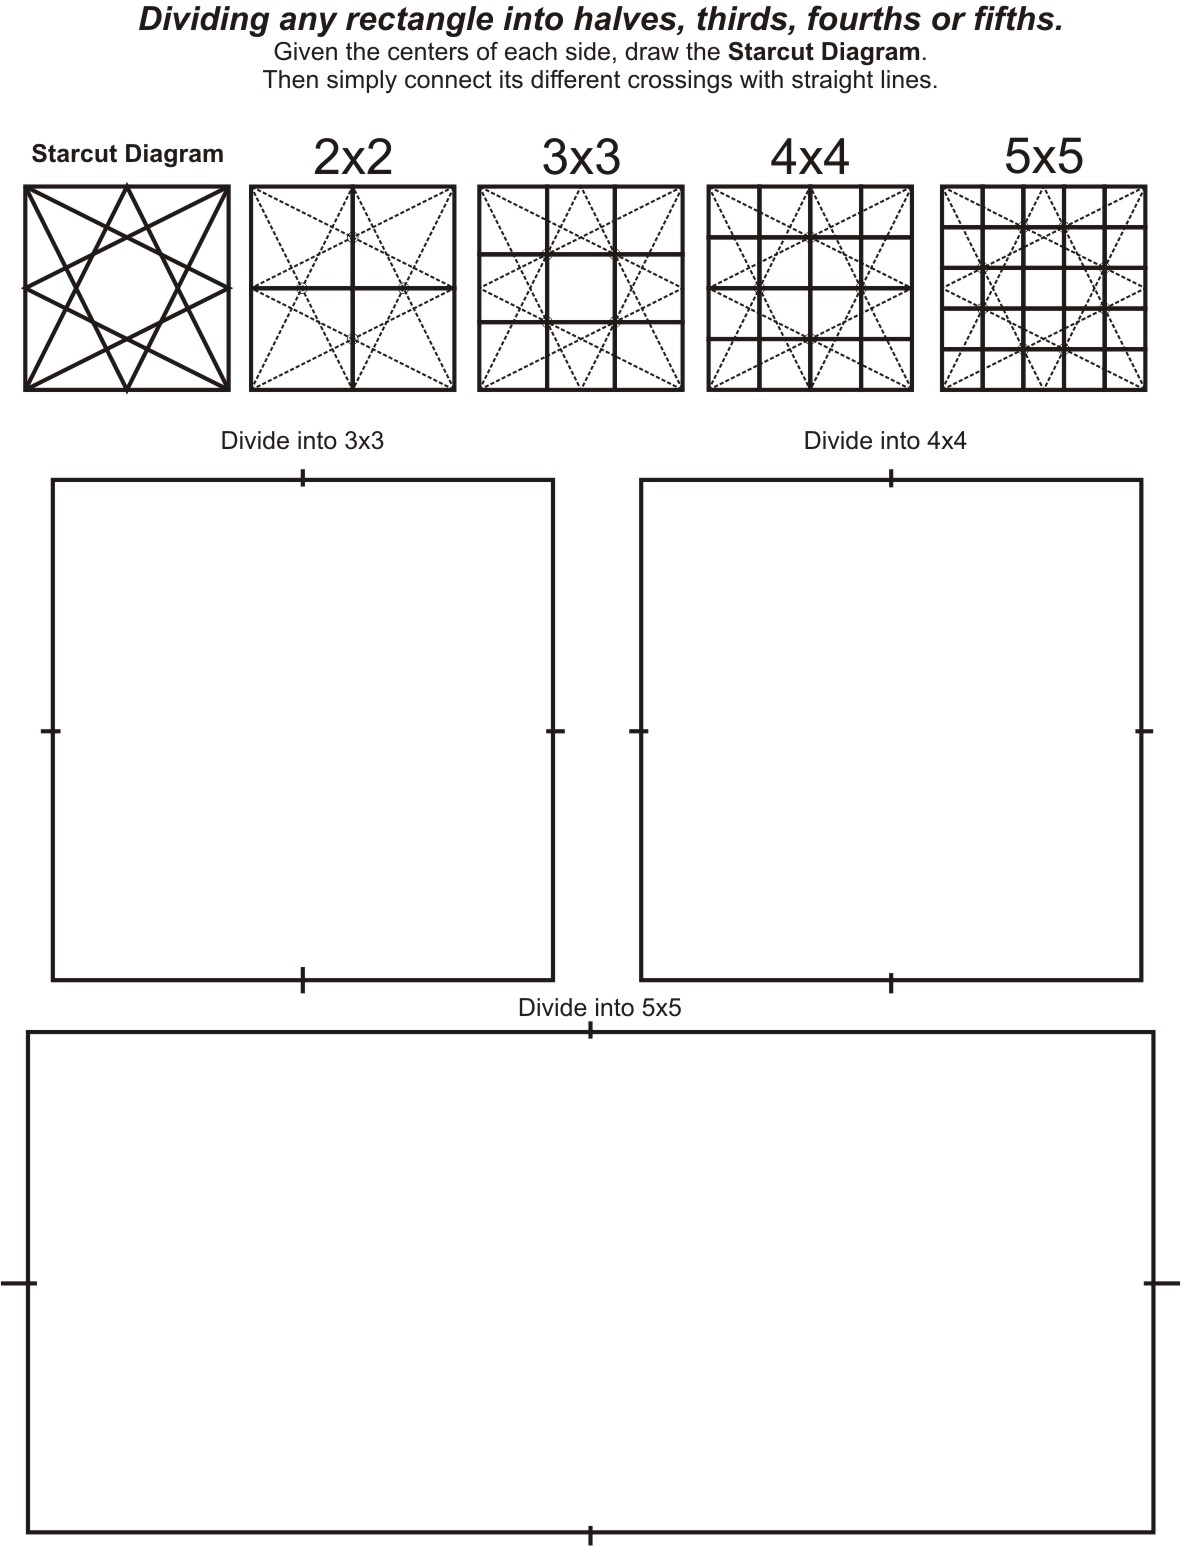 Dividing any rectangle into halves, thirds, fourths or fifths.
Given the centers of each side, draw the Starcut Diagram.
Then simply connect its different crossings with straight lines.
Starcut Diagram
2x2
3x3
4x4
5x5
Divide into 3x3
Divide into 4x4
Divide into 5x5